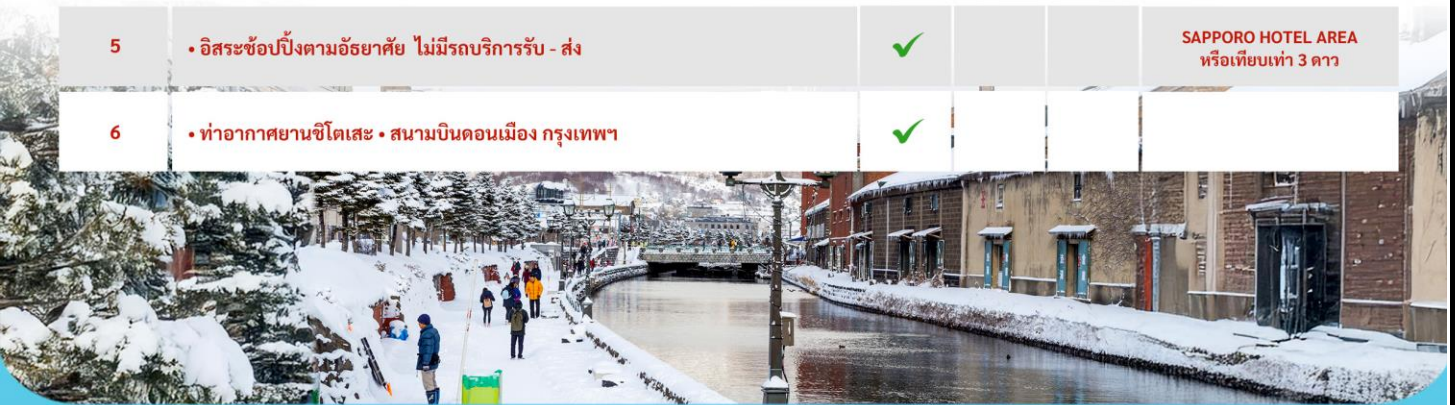 5 • อิสระช้อปปิ้งตามอัธยาศัย ไม่มีรถบริการรับ - ส่ง ✓ SAPPORO HOTEL AREA
หรือเทียบเท่า 3 ดาว
6 • ท่าอากาศยานชิโตเสะ • สนามบินดอนเมือง กรุงเทพฯ ✓